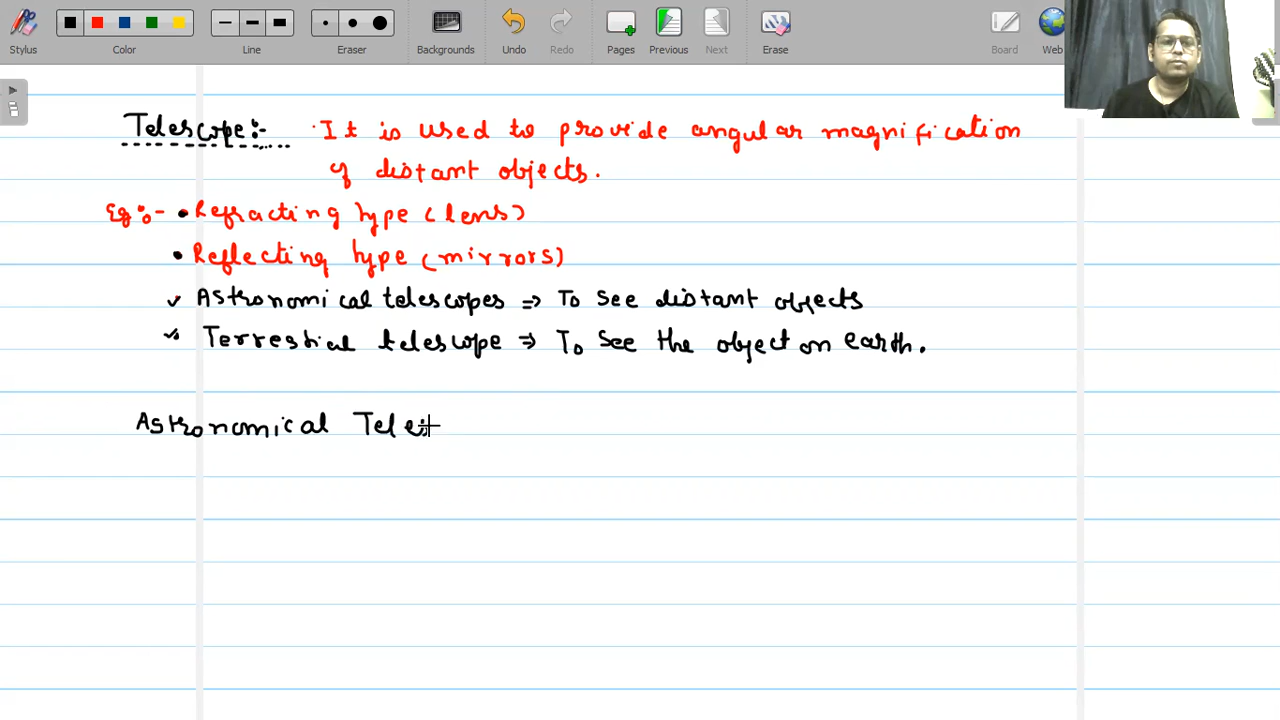 Stylus Color Line Eraser Backgrounds Undo Redo Pages Previous Next Erase Board Web
Telescope:- It is used to provide angular magnification
of distant objects.
Eg:- • Refracting type (lens)
• Reflecting type (mirrors)
✓ Astronomical telescopes ⇒ To see distant objects
✓ Terrestial telescope ⇒ To see the object on earth.
Astronomical Teles